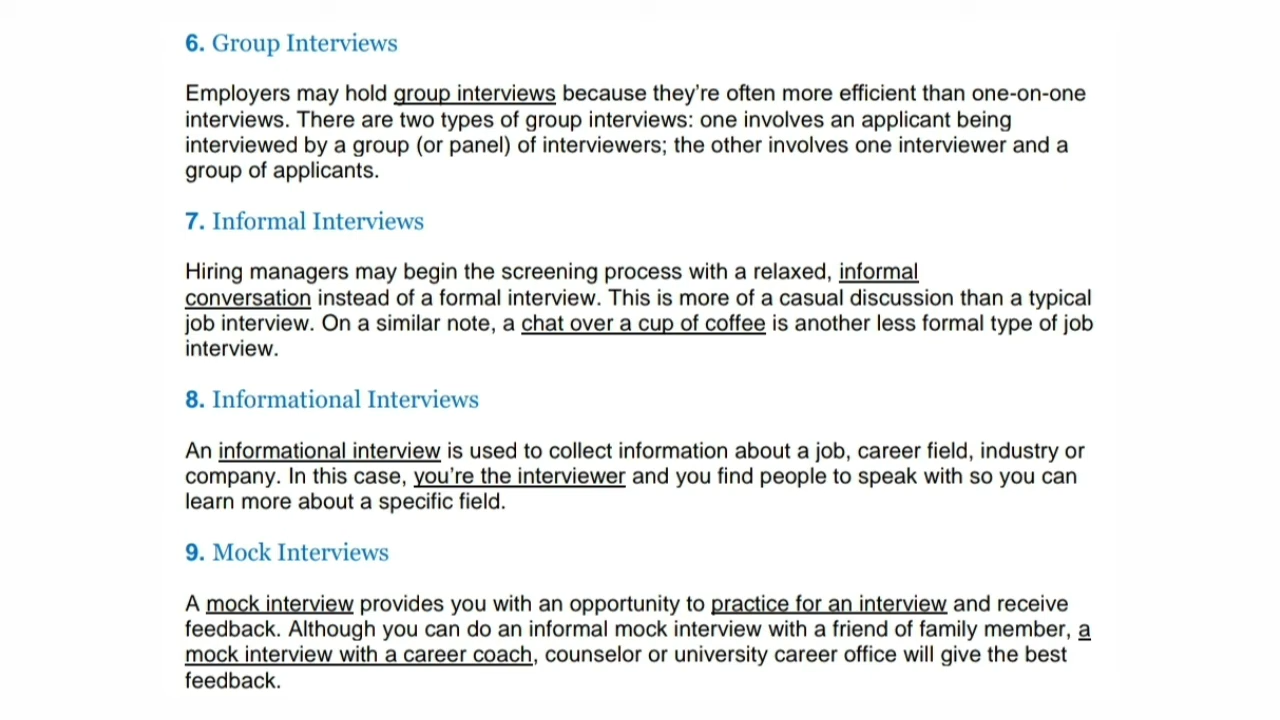 6. Group Interviews
Employers may hold group interviews because they're often more efficient than one-on-one
interviews. There are two types of group interviews: one involves an applicant being
interviewed by a group (or panel) of interviewers; the other involves one interviewer and a
group of applicants.
7. Informal Interviews
Hiring managers may begin the screening process with a relaxed, informal
conversation instead of a formal interview. This is more of a casual discussion than a typical
job interview. On a similar note, a chat over a cup of coffee is another less formal type of job
interview.
8. Informational Interviews
An informational interview is used to collect information about a job, career field, industry or
company. In this case, you're the interviewer and you find people to speak with so you can
learn more about a specific field.
9. Mock Interviews
A mock interview provides you with an opportunity to practice for an interview and receive
feedback. Although you can do an informal mock interview with a friend of family member, a
mock interview with a career coach, counselor or university career office will give the best
feedback.